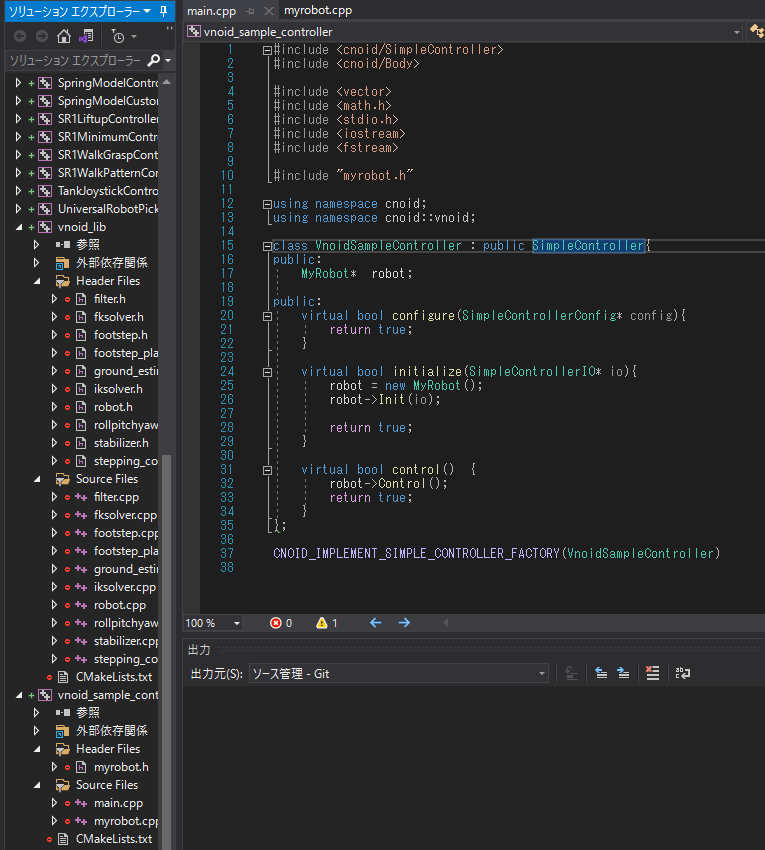 ソリューション エクスプローラー
ソリューション エクスプローラー
SpringModelContro
SpringModelCustom
SR1LiftupController
SR1MinimumContr
SR1WalkGraspCont
SR1WalkPatternCon
TankJoystickContro
UniversalRobotPick
vnoid_lib
参照
外部依存関係
Header Files
filter.h
fksolver.h
footstep.h
footstep_pla
ground_estir
iksolver.h
robot.h
rollpitchyaw
stabilizer.h
stepping_co
Source Files
filter.cpp
fksolver.cpp
footstep.cpp
footstep_pla
ground_estir
iksolver.cpp
robot.cpp
rollpitchyaw
stabilizer.cpp
stepping_co
CMakeLists.txt
vnoid_sample_cont
参照
外部依存関係
Header Files
myrobot.h
Source Files
main.cpp
myrobot.cpp
CMakeLists.txt
main.cpp myrobot.cpp
vnoid_sample_controller
1 #include <cnoid/SimpleController>
2 #include <cnoid/Body>
3
4 #include <vector>
5 #include <math.h>
6 #include <stdio.h>
7 #include <iostream>
8 #include <fstream>
9
10 #include "myrobot.h"
11
12 using namespace cnoid;
13 using namespace cnoid::vnoid;
14
15 class VnoidSampleController : public SimpleController{
16 public:
17 MyRobot* robot;
18
19 public:
20 virtual bool configure(SimpleControllerConfig* config){
21 return true;
22 }
23
24 virtual bool initialize(SimpleControllerIO* io){
25 robot = new MyRobot();
26 robot->Init(io);
27
28 return true;
29 }
30
31 virtual bool control() {
32 robot->Control();
33 return true;
34 }
35 };
36
37 CNOID_IMPLEMENT_SIMPLE_CONTROLLER_FACTORY(VnoidSampleController)
38
100 % 0 1
出力
出力元(S): ソース管理 - Git